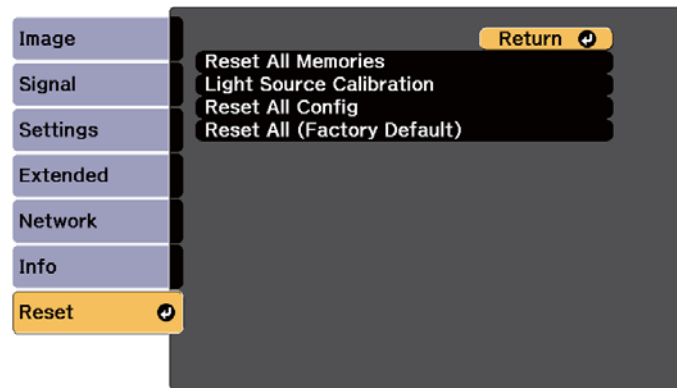 Image
Signal
Settings
Extended
Network
Info
Reset
Return
Reset All Memories
Light Source Calibration
Reset All Config
Reset All (Factory Default)